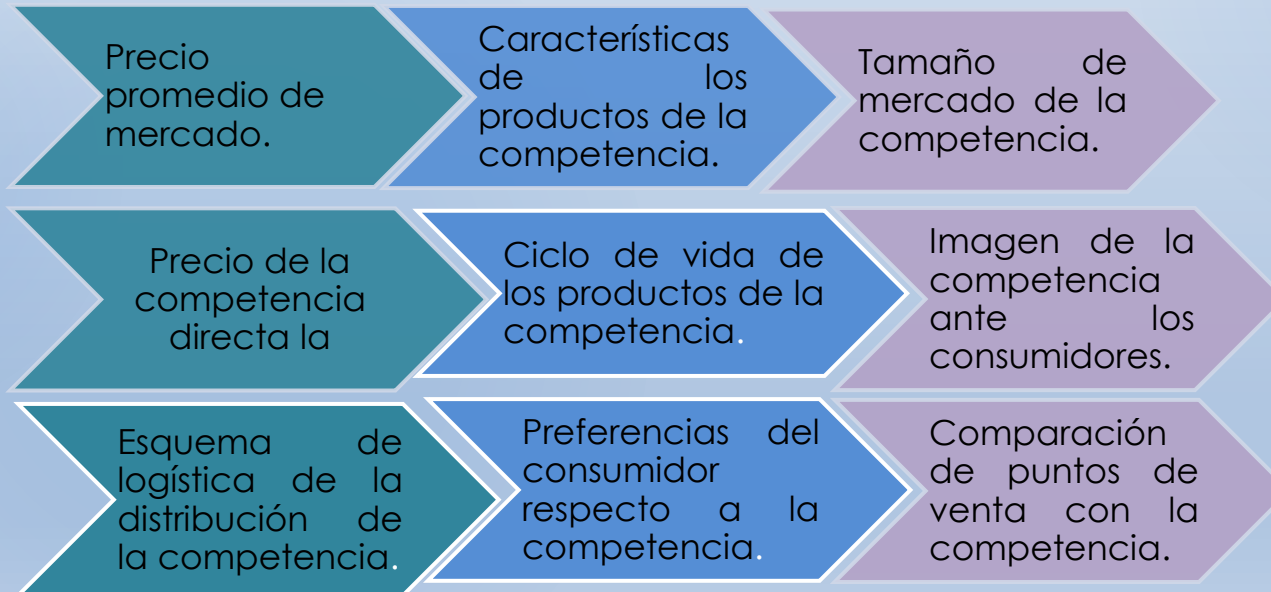 Precio
promedio de
mercado.
Características
de los
productos de la
competencia.
Tamaño de
mercado de la
competencia.
Precio de la
competencia
directa la
Ciclo de vida de
los productos de la
competencia.
Imagen de la
competencia
ante los
consumidores.
Esquema de
logística de la
distribución de
la competencia.
Preferencias del
consumidor
respecto a la
competencia.
Comparación
de puntos de
venta con la
competencia.